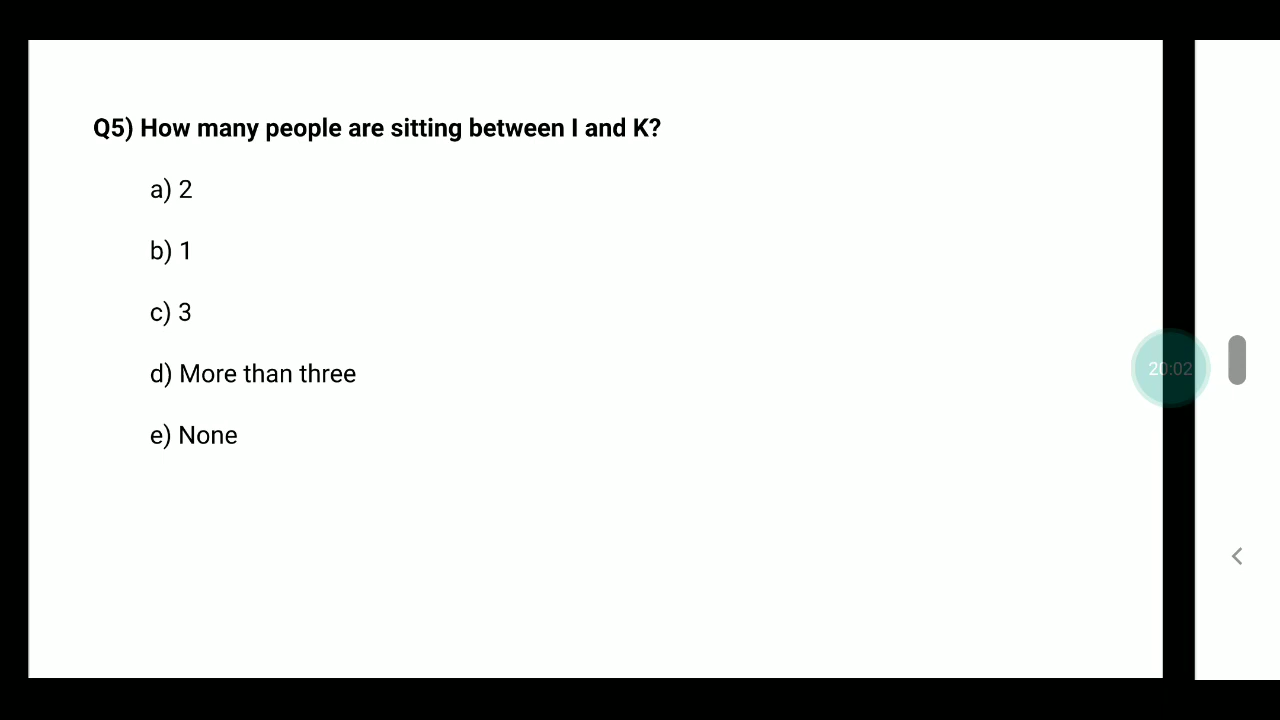 Q5) How many people are sitting between I and K?
a) 2
b) 1
c) 3
d) More than three
e) None
20:02